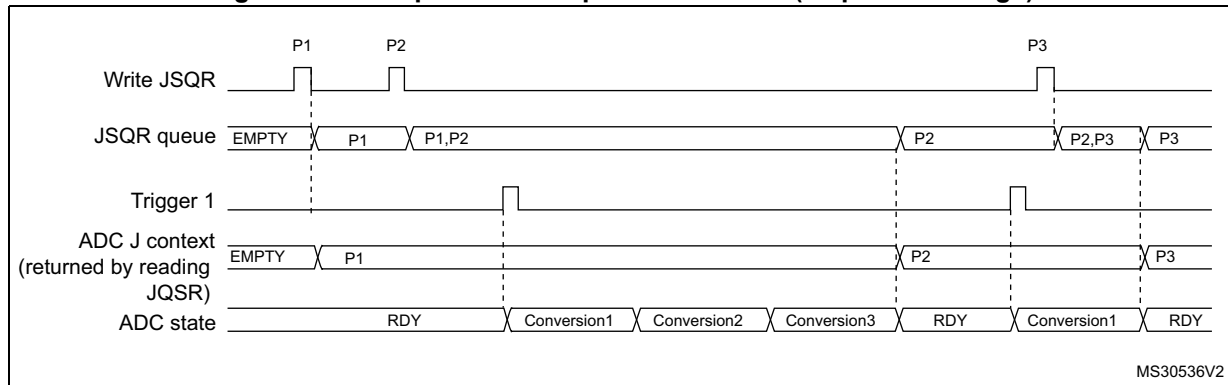 P1 P2 P3
Write JSQR
JSQR queue EMPTY P1 P1,P2 P2 P2,P3 P3
Trigger 1
ADC J context
(returned by reading
JQSR)
EMPTY P1 P2 P3
ADC state RDY Conversion1 Conversion2 Conversion3 RDY Conversion1 RDY
MS30536V2